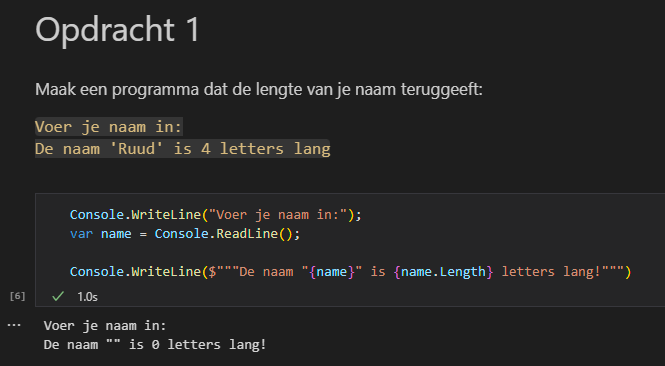 Opdracht 1
Maak een programma dat de lengte van je naam teruggeeft:
Voer je naam in:
De naam 'Ruud' is 4 letters lang
Console.WriteLine("Voer je naam in:");
var name = Console.ReadLine();
Console.WriteLine($"""De naam "{name}" is {name.Length} letters lang!""")
[6]
✓ 1.0s
...
Voer je naam in:
De naam "" is 0 letters lang!